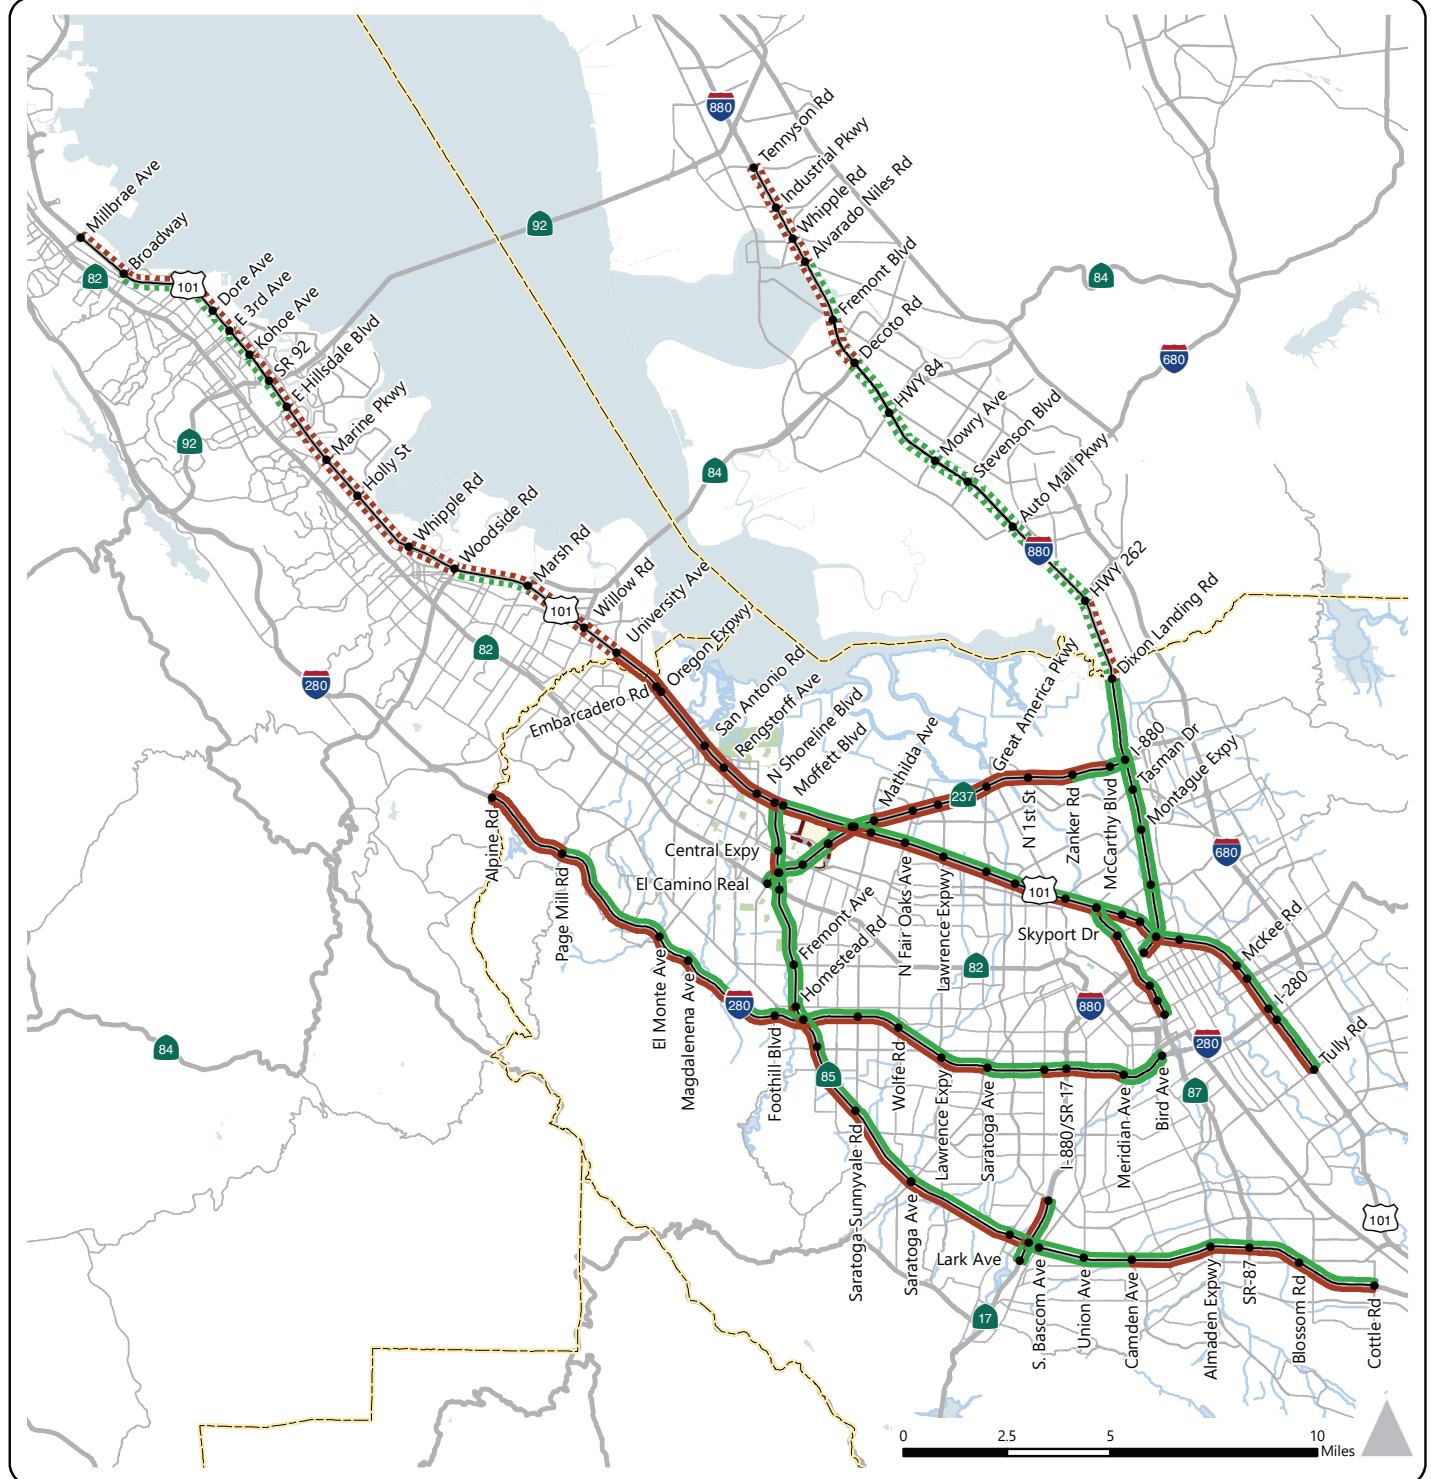 880
Tennyson Rd
Industrial Pkwy
Whipple Rd
Alvarado Niles Rd
Fremont Blvd
Decoto Rd
HWY 84
Mowry Ave
Stevenson Blvd
Auto Mall Pkwy
880
HWY 262
Dixon Landing Rd
92
84
680
Millbrae Ave
Broadway
82
101
Dore Ave
E 3rd Ave
Kohoe Ave
SR-92
E Hillsdale Blvd
92
Marine Pkwy
Holly St
Whipple Rd
Woodside Rd
84
Marsh Rd
101
Willow Rd
University Ave
82
280
Embarcadero Rd
Oregon Expwy
San Antonio Rd
Rengstorff Ave
N Shoreline Blvd
Moffett Blvd
Mathilda Ave
237
Great America Pkwy
I-880
Tasman Dr
Montague Expy
N 1st St
Zanker Rd
McCarthy Blvd
680
Alpine Rd
Page Mill Rd
Central Expy
El Camino Real
Fremont Ave
Homestead Rd
N Fair Oaks Ave
Lawrence Expwy
101
Skyport Dr
McKee Rd
82
880
I-280
280
Tully Rd
El Monte Ave
Magdalenena Ave
280
Foothill Blvd
85
Wolfe Rd
Lawrence Expy
Saratoga Ave
I-880/SR-17
Meridian Ave
Bird Ave
87
84
Saratoga-Sunnyvale Rd
Saratoga Ave
Lark Ave
17
S. Bascom Ave
Union Ave
Camden Ave
Almaden Expwy
SR-87
Blossom Rd
Cottle Rd
101
0 2.5 5 10
Miles